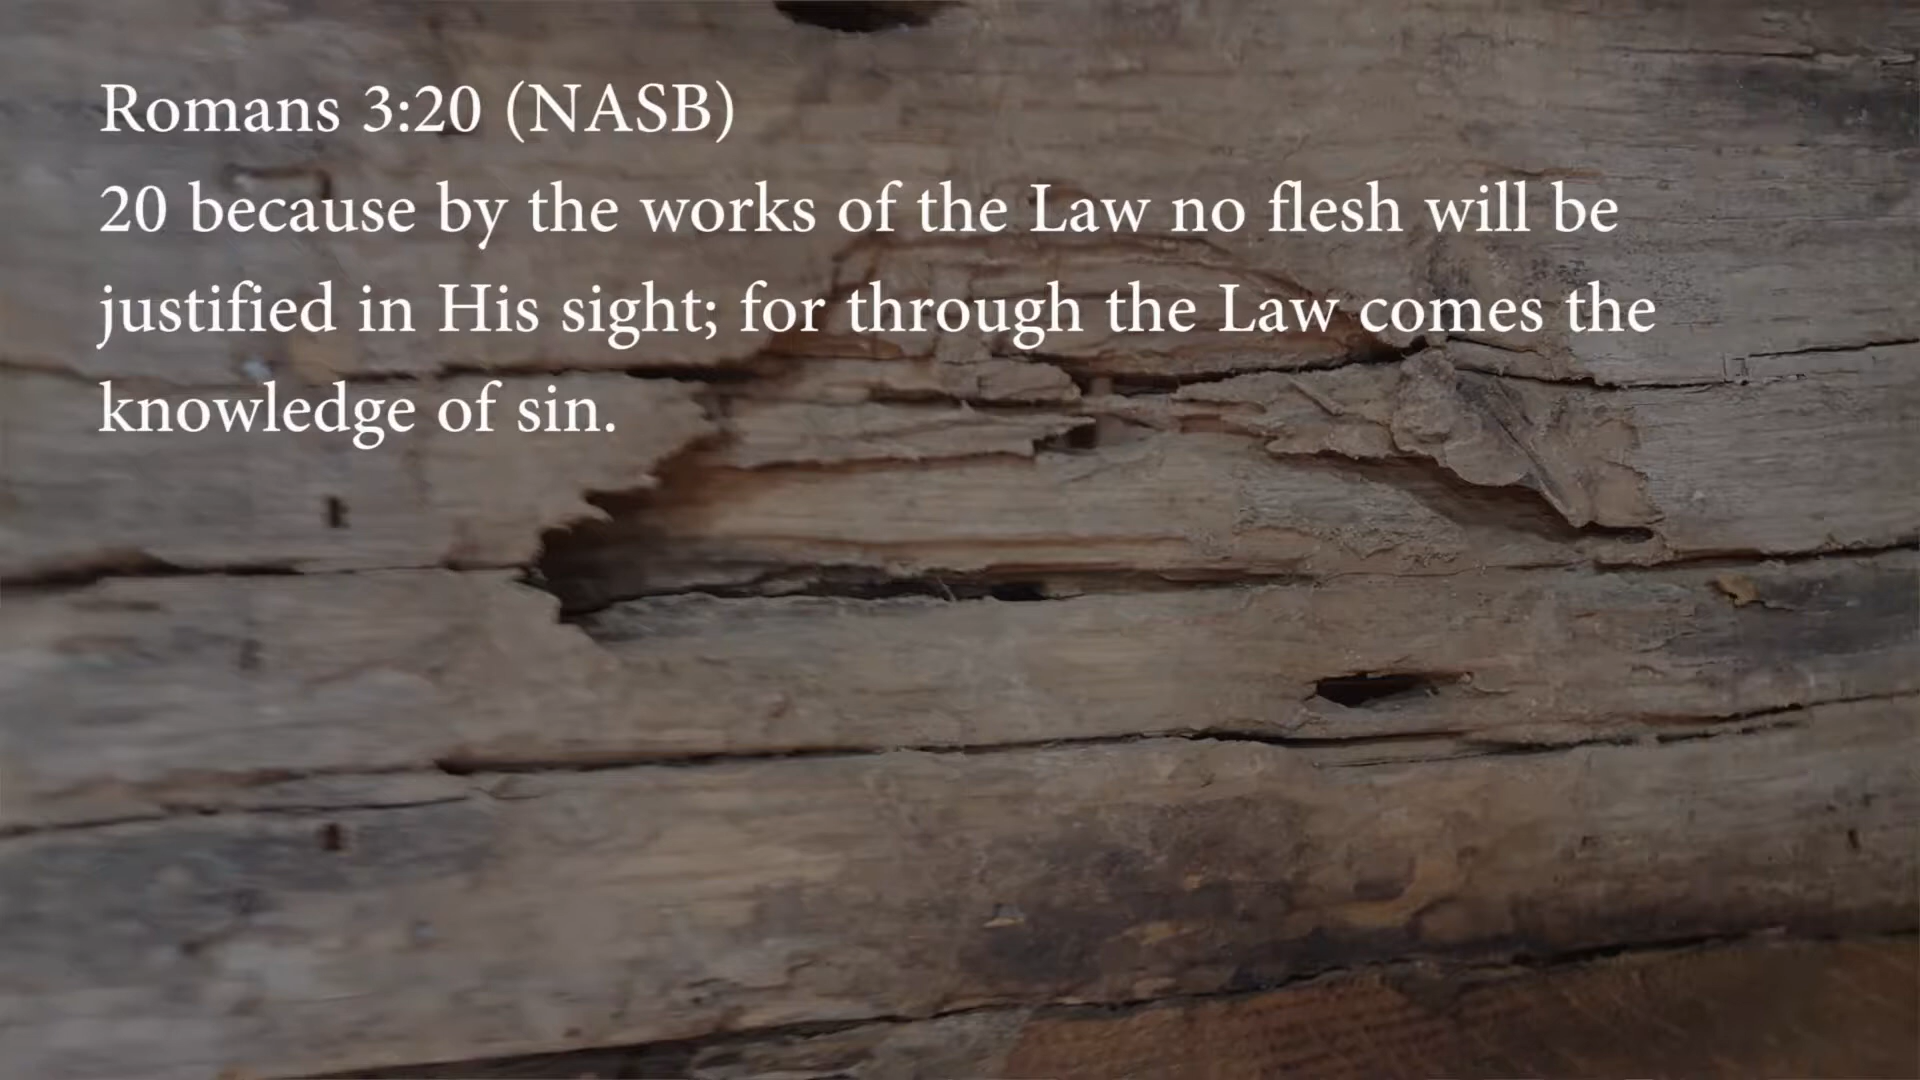 Romans 3:20 (NASB)
20 because by the works of the Law no flesh will be
justified in His sight; for through the Law comes the
knowledge of sin.